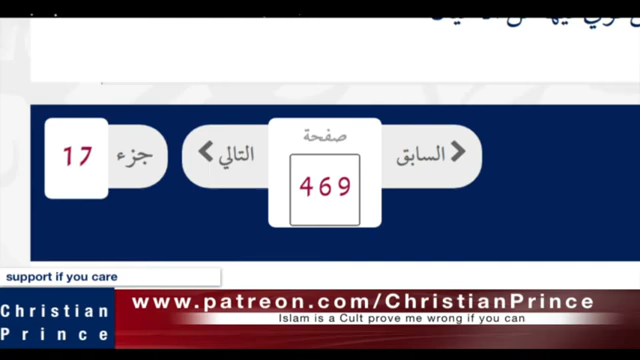 صفحة
السابق 469 التالي جزء 17
support if you care
Christian Prince
www.patreon.com/ChristianPrince
Islam is a Cult prove me wrong if you can